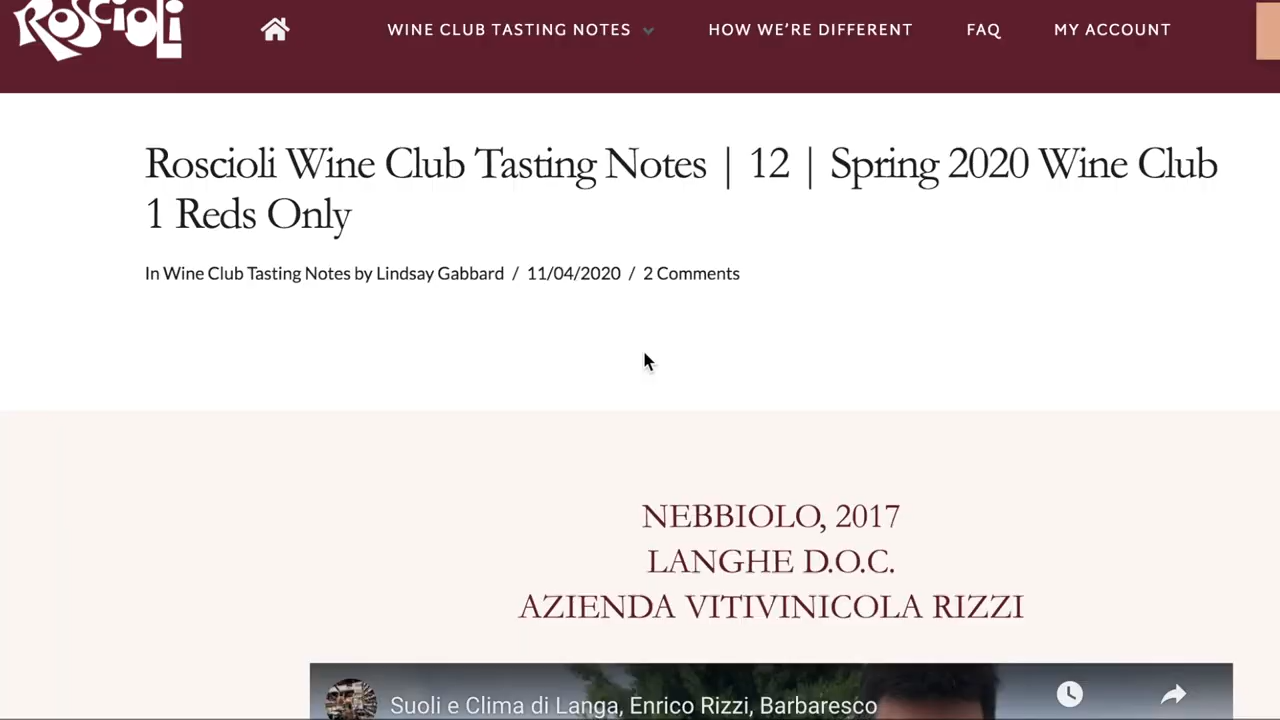 ROSCIOLI
WINE CLUB TASTING NOTES HOW WE'RE DIFFERENT FAQ MY ACCOUNT
Roscioli Wine Club Tasting Notes | 12 | Spring 2020 Wine Club
1 Reds Only
In Wine Club Tasting Notes by Lindsay Gabbard / 11/04/2020 / 2 Comments
NEBBIOLO, 2017
LANGHE D.O.C.
AZIENDA VITIVINICOLA RIZZI
Suoli e Clima di Langa, Enrico Rizzi, Barbaresco